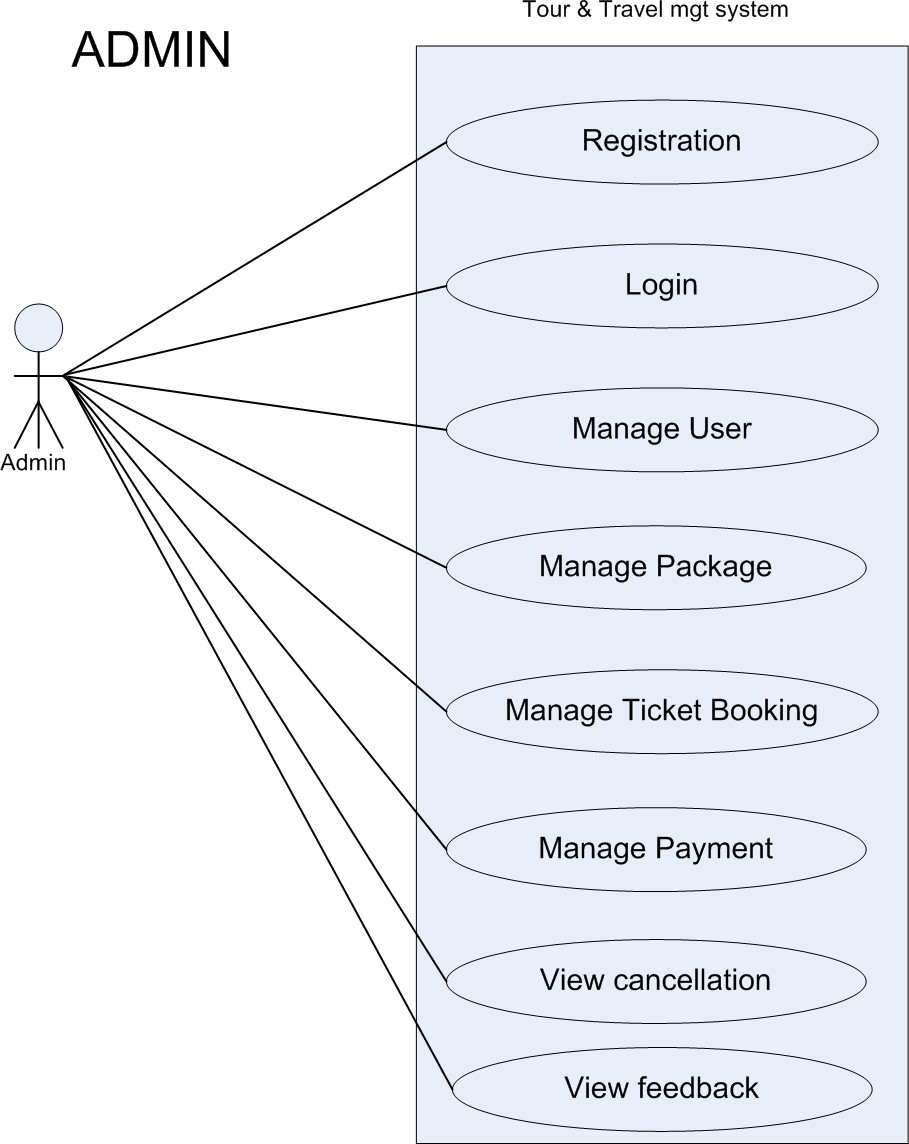 Tour & Travel mgt system
ADMIN
Registration
Login
Manage User
Admin
Manage Package
Manage Ticket Booking
Manage Payment
View cancellation
View feedback